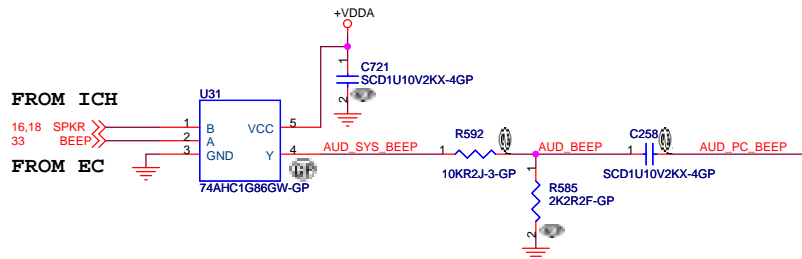 +VDDA
1 C721
SCD1U10V2KX-4GP
2
FROM ICH
U31
16,18 SPKR 1 B VCC 5
33 BEEP 2 A
3 GND Y 4 AUD_SYS_BEEP 1 R592 AUD_BEEP 1 C258 AUD_PC_BEEP
FROM EC
GP
74AHC1G86GW-GP
10KR2J-3-GP
SCD1U10V2KX-4GP
1
R585
2K2R2F-GP
2